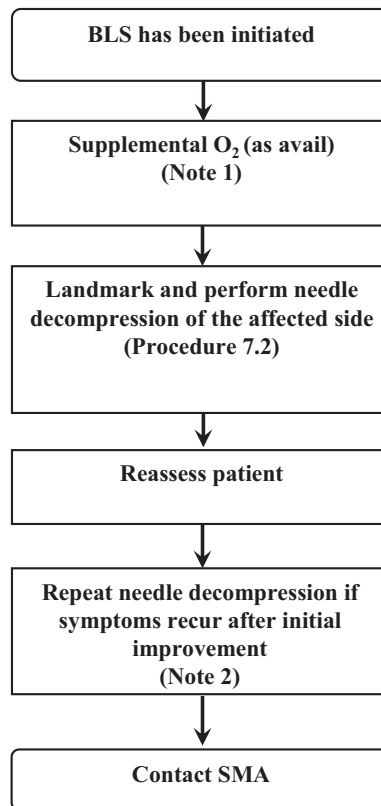 BLS has been initiated
Supplemental O₂ (as avail)
(Note 1)
Landmark and perform needle
decompression of the affected side
(Procedure 7.2)
Reassess patient
Repeat needle decompression if
symptoms recur after initial
improvement
(Note 2)
Contact SMA